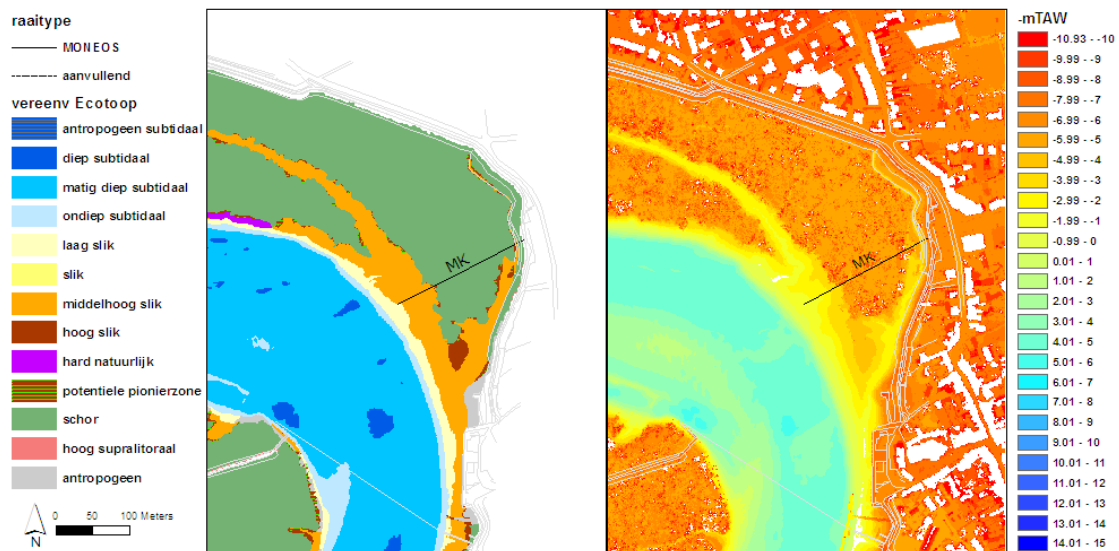 raaitype
MONEOS
aanvullend
vereenv Ecotoop
antropogeen subtidaal
diep subtidaal
matig diep subtidaal
ondiep subtidaal
laag slik
slik
middelhoog slik
hoog slik
hard natuurlijk
potentiele pionierzone
schor
hoog supralitoraal
antropogeen
N
0 50 100 Meters
MK
MK
-mTAW
-10.93 - -10
-9.99 - -9
-8.99 - -8
-7.99 - -7
-6.99 - -6
-5.99 - -5
-4.99 - -4
-3.99 - -3
-2.99 - -2
-1.99 - -1
-0.99 - 0
0.01 - 1
1.01 - 2
2.01 - 3
3.01 - 4
4.01 - 5
5.01 - 6
6.01 - 7
7.01 - 8
8.01 - 9
9.01 - 10
10.01 - 11
11.01 - 12
12.01 - 13
13.01 - 14
14.01 - 15